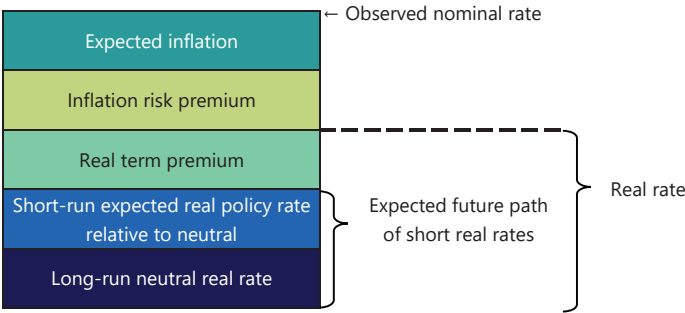 ← Observed nominal rate
Expected inflation
Inflation risk premium
Real term premium
Short-run expected real policy rate
relative to neutral
Expected future path
of short real rates
Real rate
Long-run neutral real rate